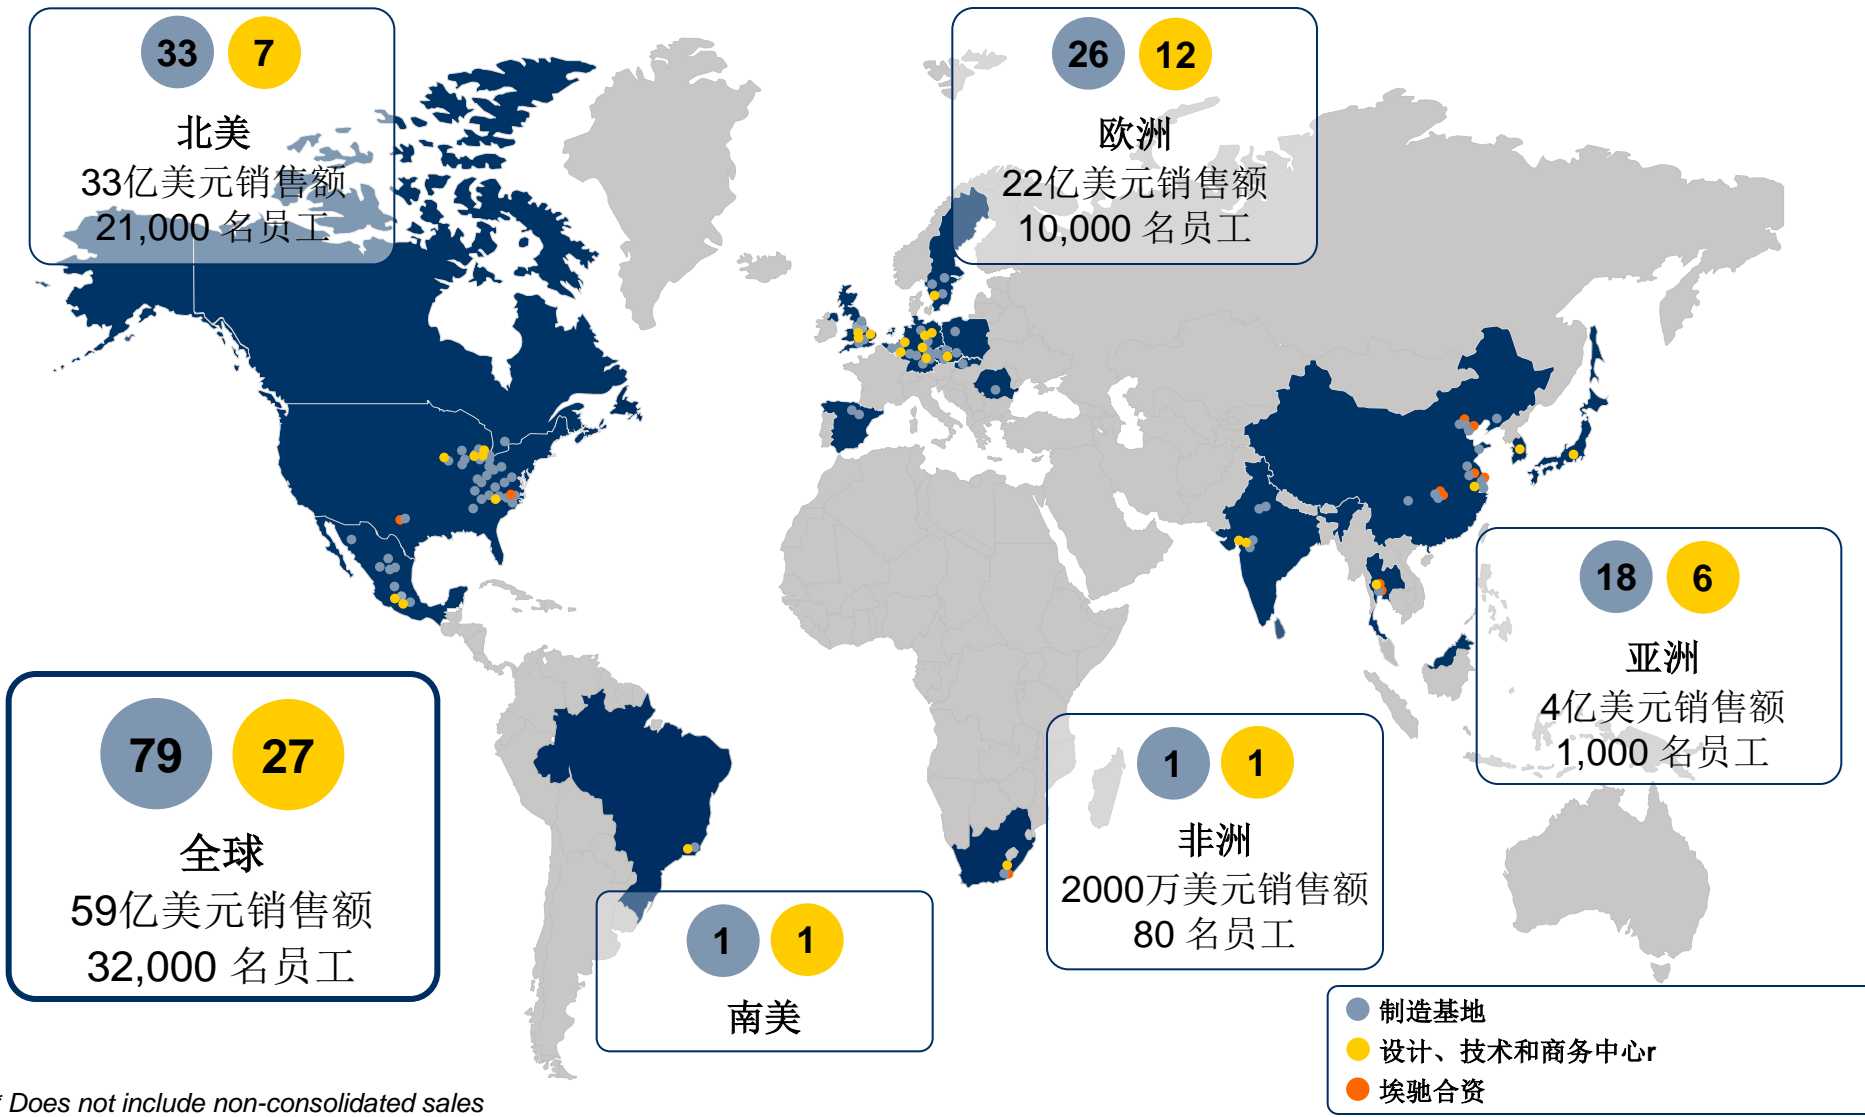 33 7
北美
33亿美元销售额
21,000 名员工
26 12
欧洲
22亿美元销售额
10,000 名员工
18 6
亚洲
4亿美元销售额
1,000 名员工
79 27
全球
59亿美元销售额
32,000 名员工
1 1
非洲
2000万美元销售额
80 名员工
1 1
南美
制造基地
设计、技术和商务中心r
埃驰合资
* Does not include non-consolidated sales